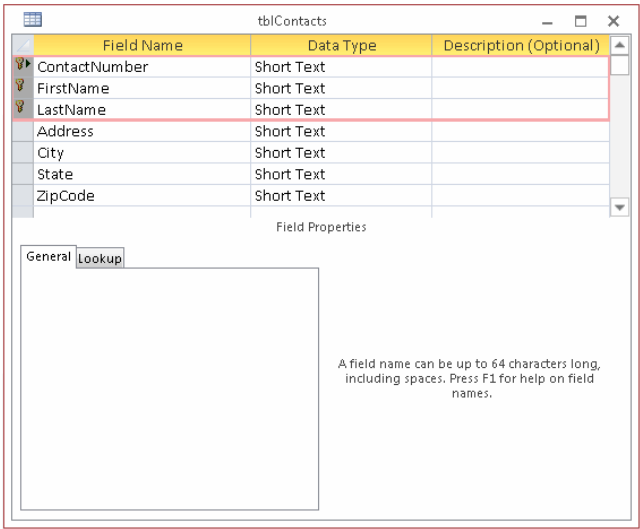 tblContacts
Field Name Data Type Description (Optional)
ContactNumber Short Text
FirstName Short Text
LastName Short Text
Address Short Text
City Short Text
State Short Text
ZipCode Short Text
Field Properties
General Lookup
A field name can be up to 64 characters long,
including spaces. Press F1 for help on field
names.